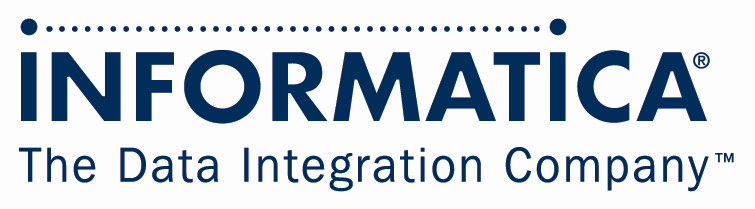 INFORMATICA®
The Data Integration Company™